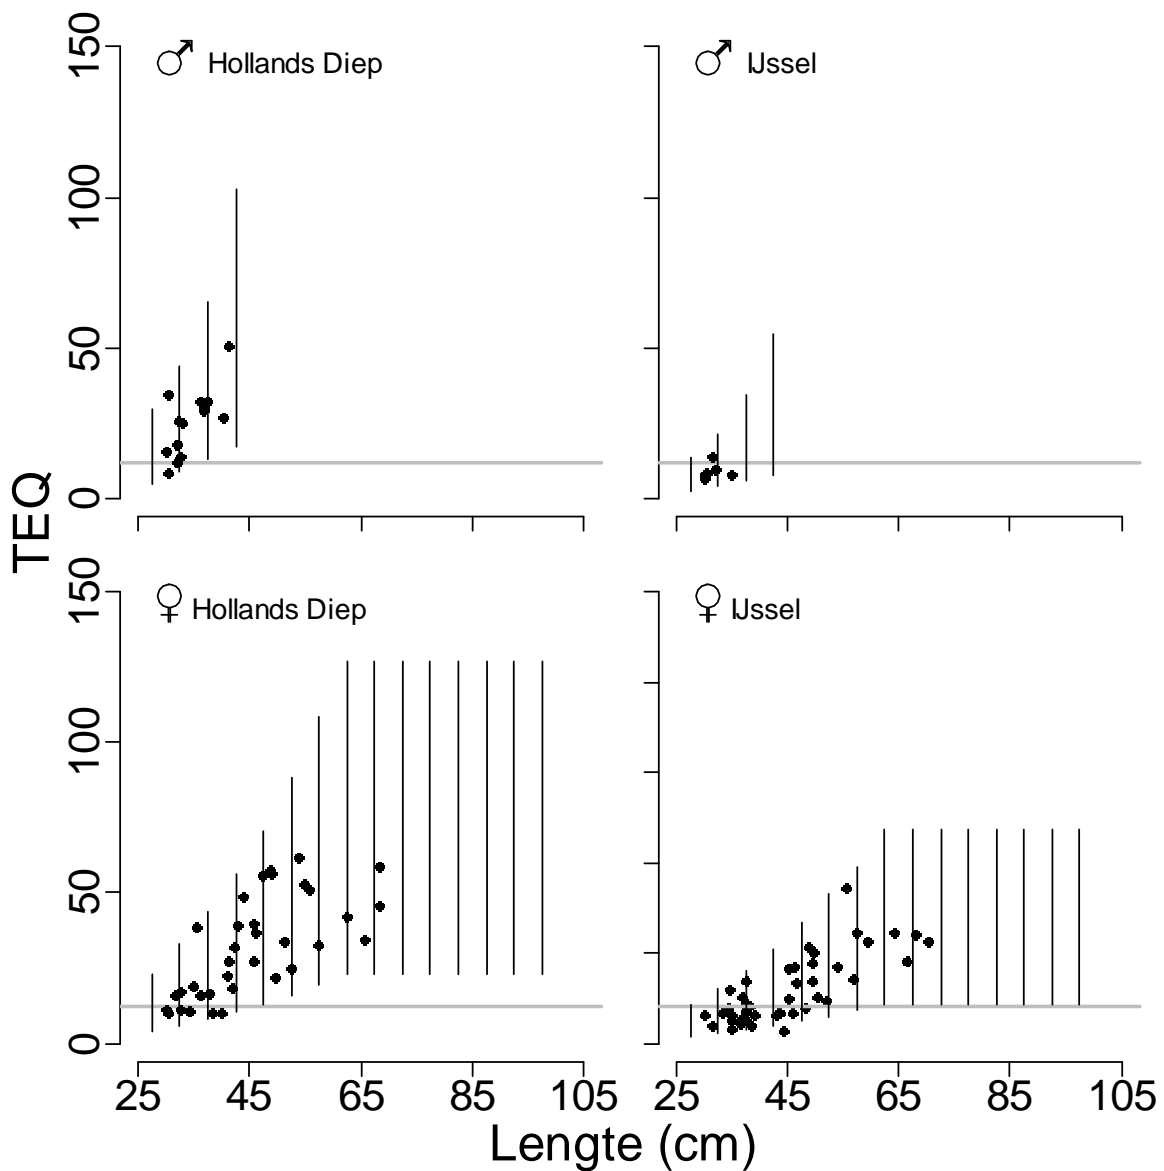 ♂ Hollands Diep
♂ IJssel
150
100
50
0
TEQ
♀ Hollands Diep
♀ IJssel
150
100
50
0
25 45 65 85 105
25 45 65 85 105
Lengte (cm)